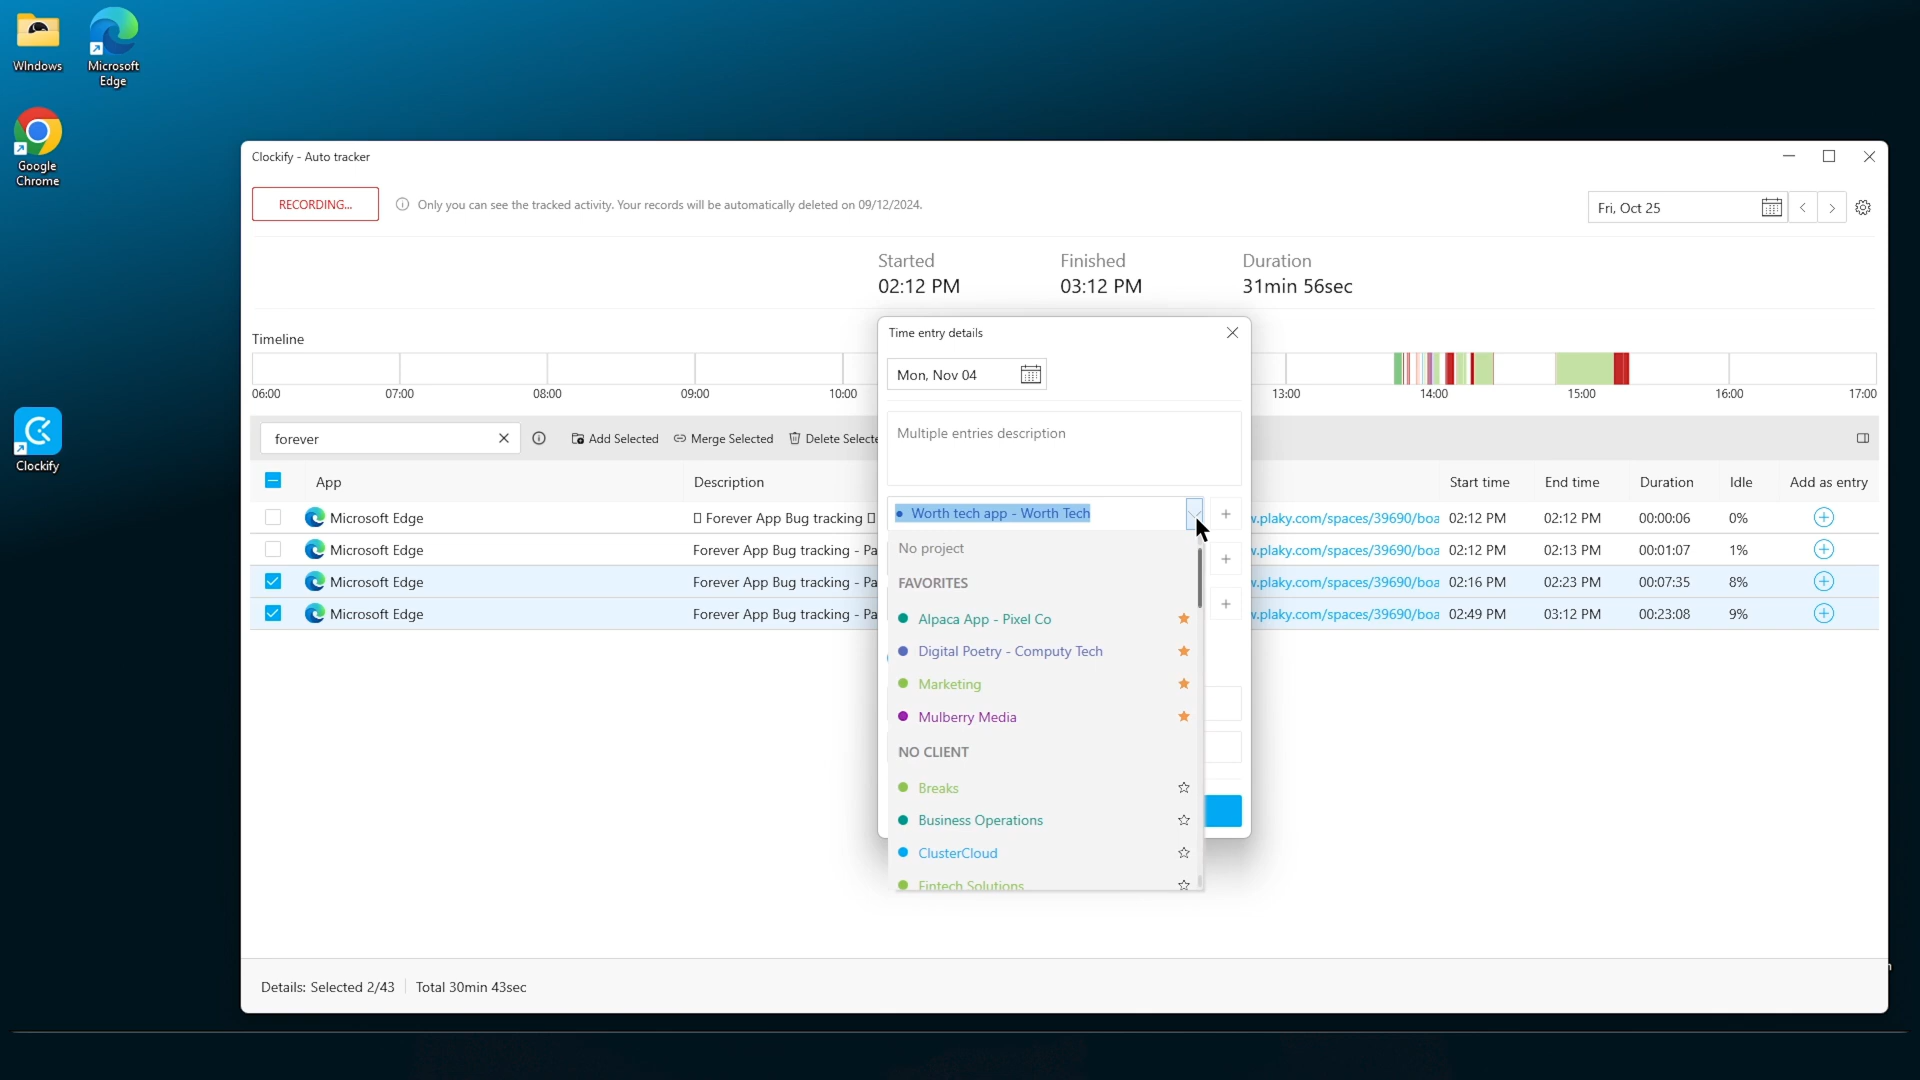 WIndows
Microsoft
Edge
Google
Chrome
Clockify
Clockify - Auto tracker
RECORDING...
Only you can see the tracked activity. Your records will be automatically deleted on 09/12/2024.
Fri, Oct 25
Started
Finished
Duration
02:12 PM
03:12 PM
31min 56sec
Timeline
06:00
07:00
08:00
09:00
10:00
13:00
14:00
15:00
16:00
17:00
forever
Add Selected
Merge Selected
Delete Selecte
App
Description
Start time
End time
Duration
Idle
Add as entry
Microsoft Edge
Forever App Bug tracking
v.plaky.com/spaces/39690/boa
02:12 PM
02:12 PM
00:00:06
0%
Microsoft Edge
Forever App Bug tracking - Pa
v.plaky.com/spaces/39690/boa
02:12 PM
02:13 PM
00:01:07
1%
Microsoft Edge
Forever App Bug tracking - Pa
v.plaky.com/spaces/39690/boa
02:16 PM
02:23 PM
00:07:35
8%
Microsoft Edge
Forever App Bug tracking - Pa
v.plaky.com/spaces/39690/boa
02:49 PM
03:12 PM
00:23:08
9%
Time entry details
Mon, Nov 04
Multiple entries description
Worth tech app - Worth Tech
No project
FAVORITES
Alpaca App - Pixel Co
Digital Poetry - Computy Tech
Marketing
Mulberry Media
NO CLIENT
Breaks
Business Operations
ClusterCloud
Fintech Solutions
Details: Selected 2/43
Total 30min 43sec